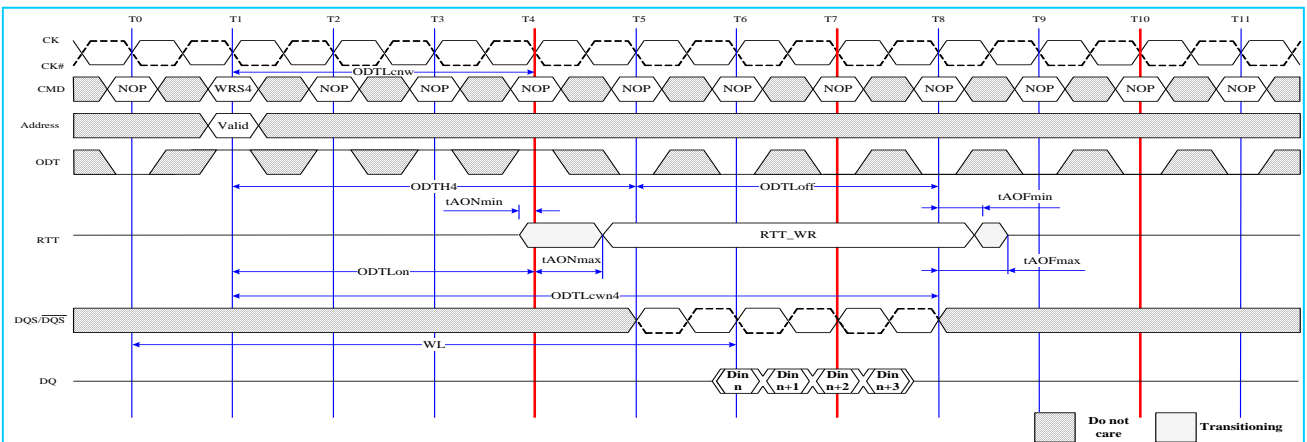 T0 T1 T2 T3 T4 T5 T6 T7 T8 T9 T10 T11
CK
CK#
ODTLcnw
CMD NOP WRS4 NOP NOP NOP NOP NOP NOP NOP NOP NOP NOP
Address Valid
ODT
ODTH4 ODTLoff
tAONmin tAOFmin
RTT RTT_WR
tAONmax tAOFmax
ODTLon
ODTLcwn4
DQS/DQS
WL
DQ Din n Din n+1 Din n+2 Din n+3
Do not care Transitioning